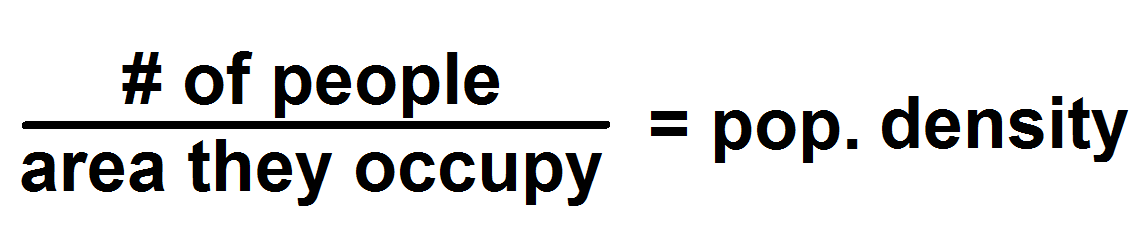 # of people
area they occupy
= pop. density